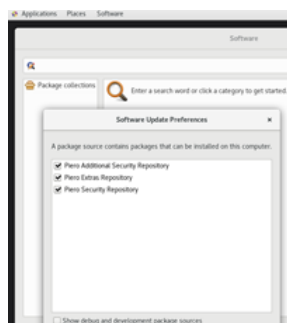 Applications Places Software
Software
Package collections
Enter a search word or click a category to get started.
Software Update Preferences ×
A package source contains packages that can be installed on this computer.
Piero Additional Security Repository
Piero Extras Repository
Piero Security Repository
Show debug and development package sources